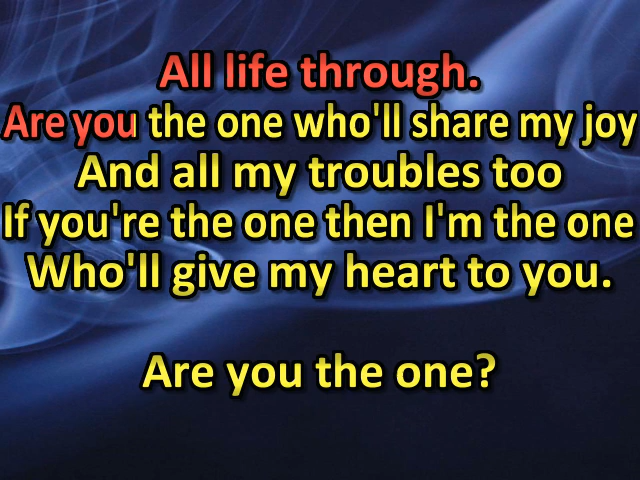 All life through.
Are you the one who'll share my joy
And all my troubles too
If you're the one then I'm the one
Who'll give my heart to you.
Are you the one?